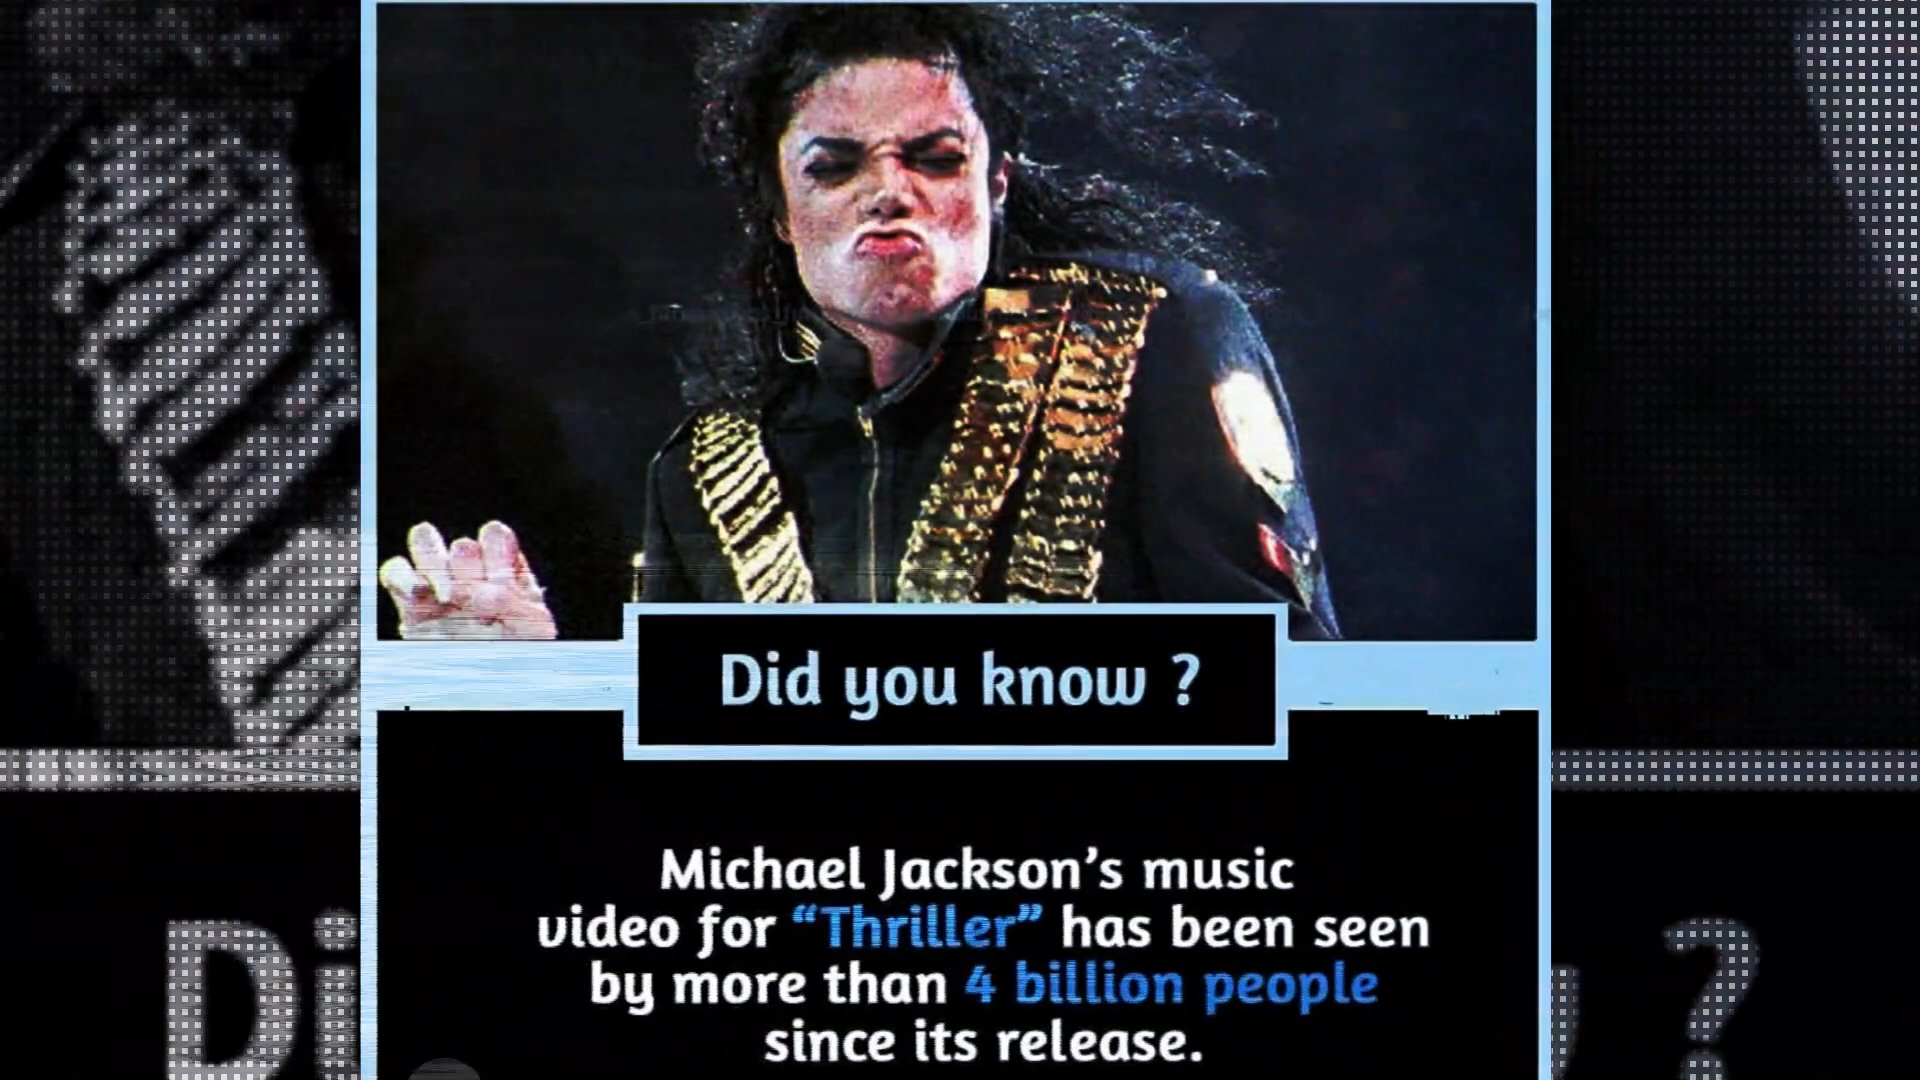 Did you know ?
Michael Jackson’s music
video for “Thriller” has been seen
by more than 4 billion people
since its release.
Di
?